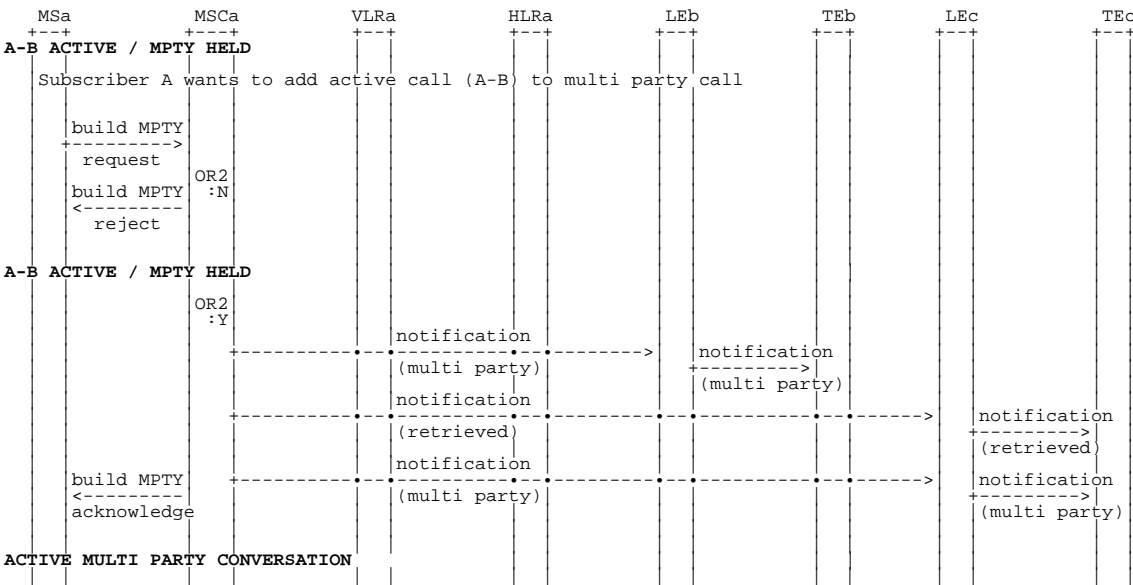 MSa MSCa VLRa HLRa LEb TEb LEc TEc
A-B ACTIVE / MPTY HELD
Subscriber A wants to add active call (A-B) to multi party call
build MPTY
request
OR2
build MPTY :N
reject
A-B ACTIVE / MPTY HELD
OR2
:Y
notification
notification
(multi party)
(multi party)
notification
notification
(retrieved)
(retrieved)
notification
build MPTY notification
(multi party)
acknowledge (multi party)
ACTIVE MULTI PARTY CONVERSATION